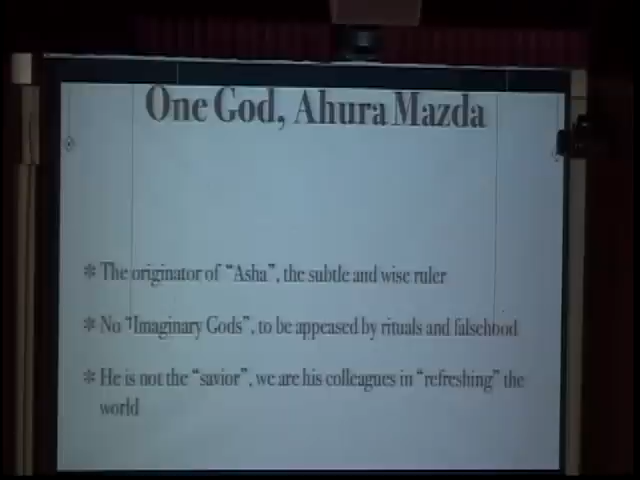 One God, Ahura Mazda
* The originator of "Asha", the subtle and wise ruler
* No "Imaginary Gods", to be appeased by rituals and falsehood
* He is not the "savior", we are his colleagues in "refreshing" the
world